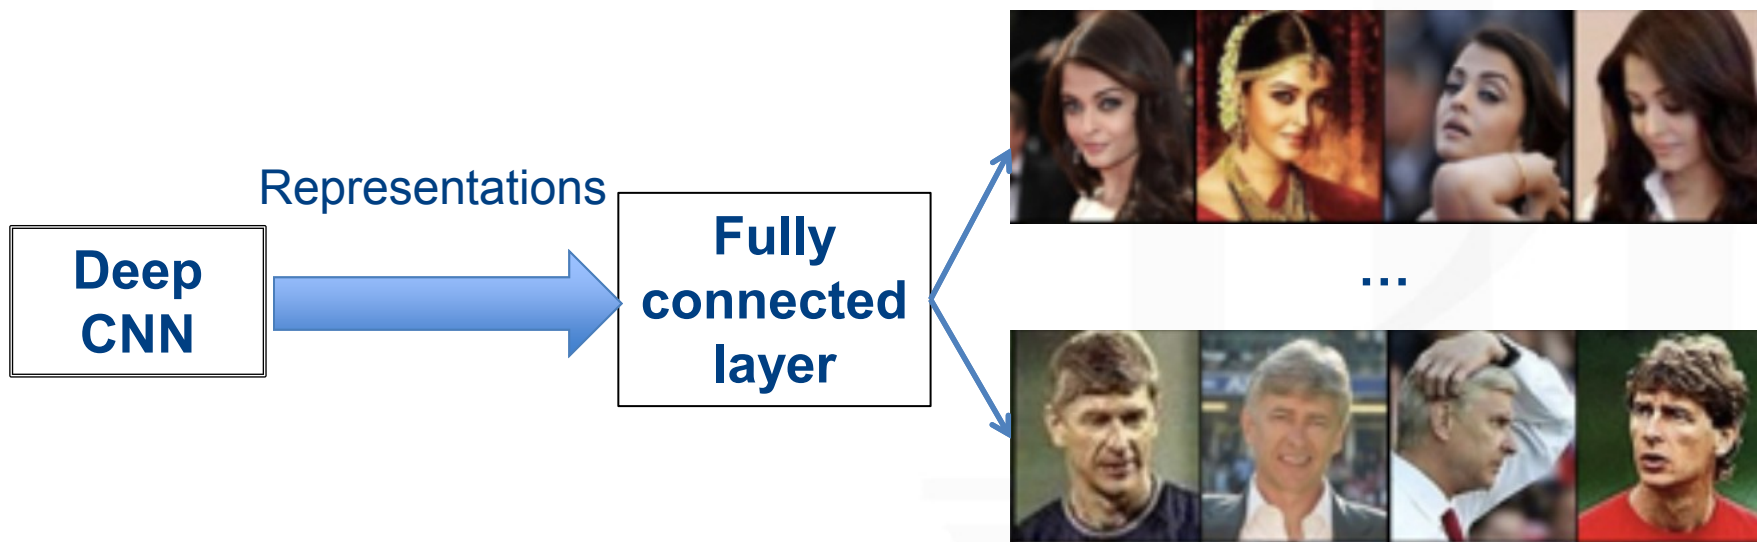 Representations
Deep
CNN
Fully
connected
layer
...